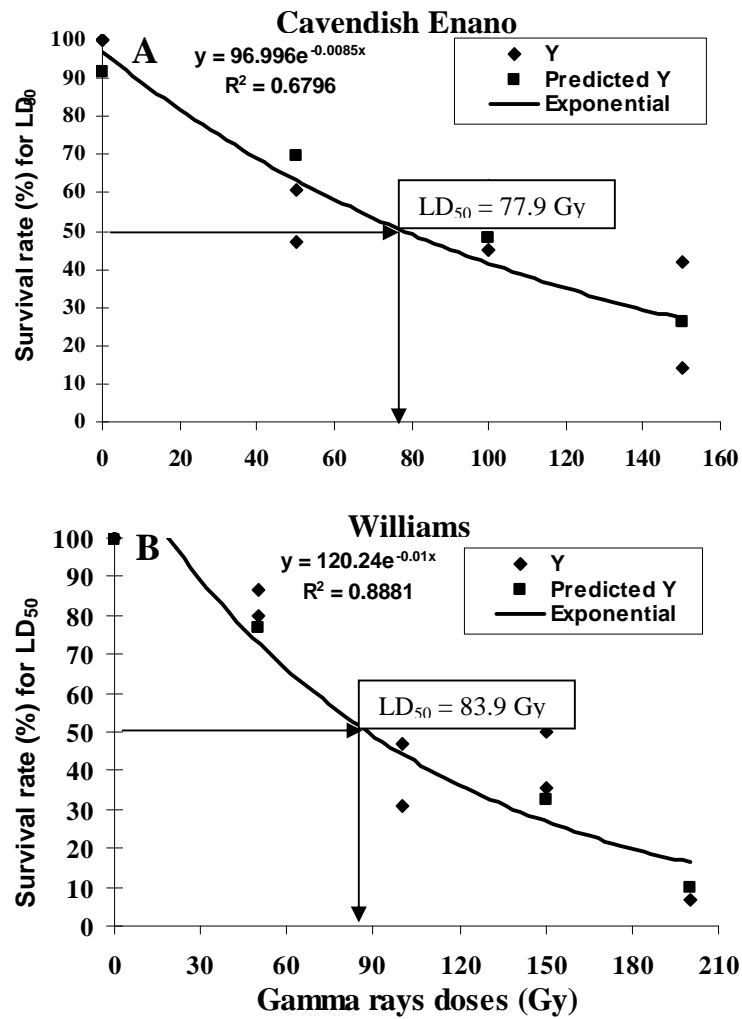 Cavendish Enano
A
y = 96.996e^-0.0085x
R² = 0.6796
Y
Predicted Y
Exponential
Survival rate (%) for LD50
100
90
80
70
60
50
40
30
20
10
0
LD50 = 77.9 Gy
0 20 40 60 80 100 120 140 160
Williams
B
y = 120.24e^-0.01x
R² = 0.8881
Y
Predicted Y
Exponential
Survival rate (%) for LD50
100
90
80
70
60
50
40
30
20
10
0
LD50 = 83.9 Gy
0 30 60 90 120 150 180 210
Gamma rays doses (Gy)